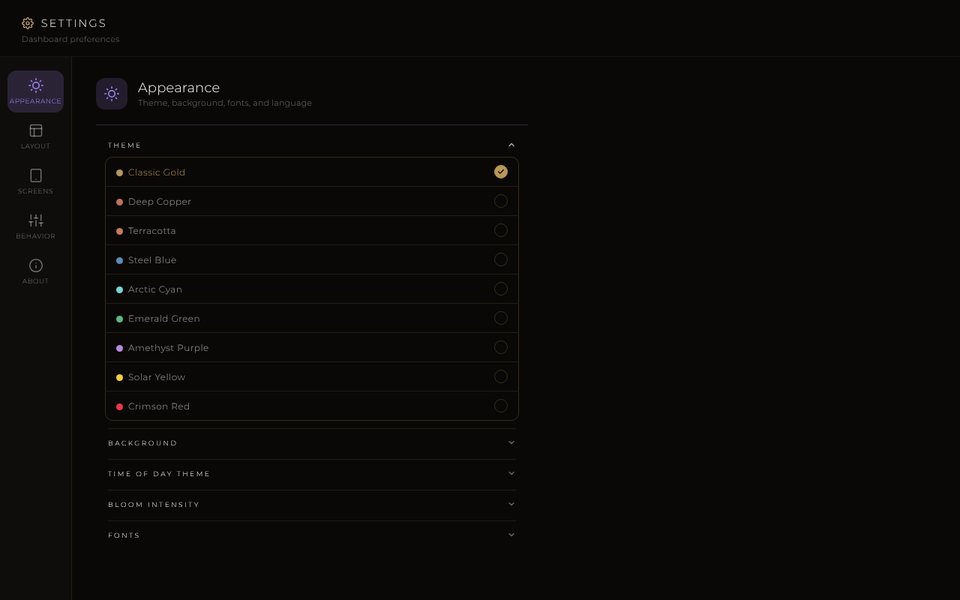 SETTINGS
Dashboard preferences
APPEARANCE
LAYOUT
SCREENS
BEHAVIOR
ABOUT
Appearance
Theme, background, fonts, and language
THEME
Classic Gold
Deep Copper
Terracotta
Steel Blue
Arctic Cyan
Emerald Green
Amethyst Purple
Solar Yellow
Crimson Red
BACKGROUND
TIME OF DAY THEME
BLOOM INTENSITY
FONTS